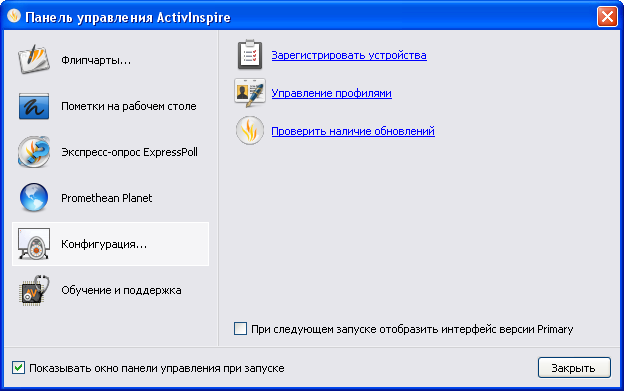 Панель управления ActivInspire
Флипчарты...
Пометки на рабочем столе
Экспресс-опрос ExpressPoll
Promethean Planet
Конфигурация...
Обучение и поддержка
Зарегистрировать устройства
Управление профилями
Проверить наличие обновлений
При следующем запуске отобразить интерфейс версии Primary
Показывать окно панели управления при запуске
Закрыть